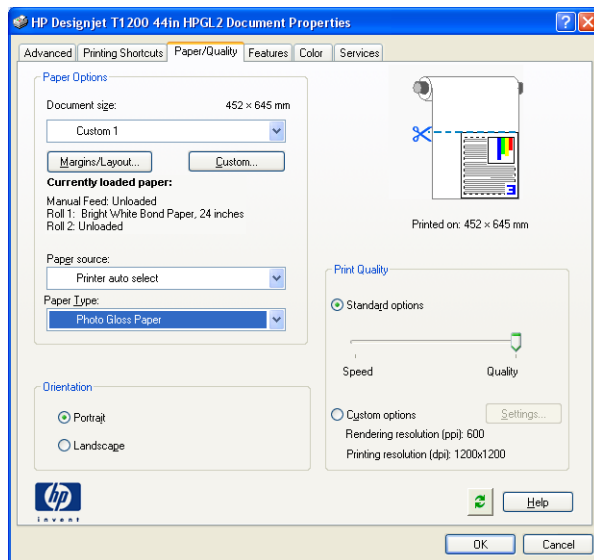 HP Designjet T1200 44in HPGL2 Document Properties
Advanced Printing Shortcuts Paper/Quality Features Color Services
Paper Options
Document size: 452 × 645 mm
Custom 1
Margins/Layout... Custom...
Currently loaded paper:
Manual Feed: Unloaded
Roll 1: Bright White Bond Paper, 24 inches
Roll 2: Unloaded
Paper source:
Printer auto select
Paper Type:
Photo Gloss Paper
Printed on: 452 × 645 mm
Print Quality
Standard options
Speed Quality
Custom options Settings...
Rendering resolution (ppi): 600
Printing resolution (dpi): 1200x1200
Orientation
Portrait
Landscape
hp
invent
Help
OK Cancel